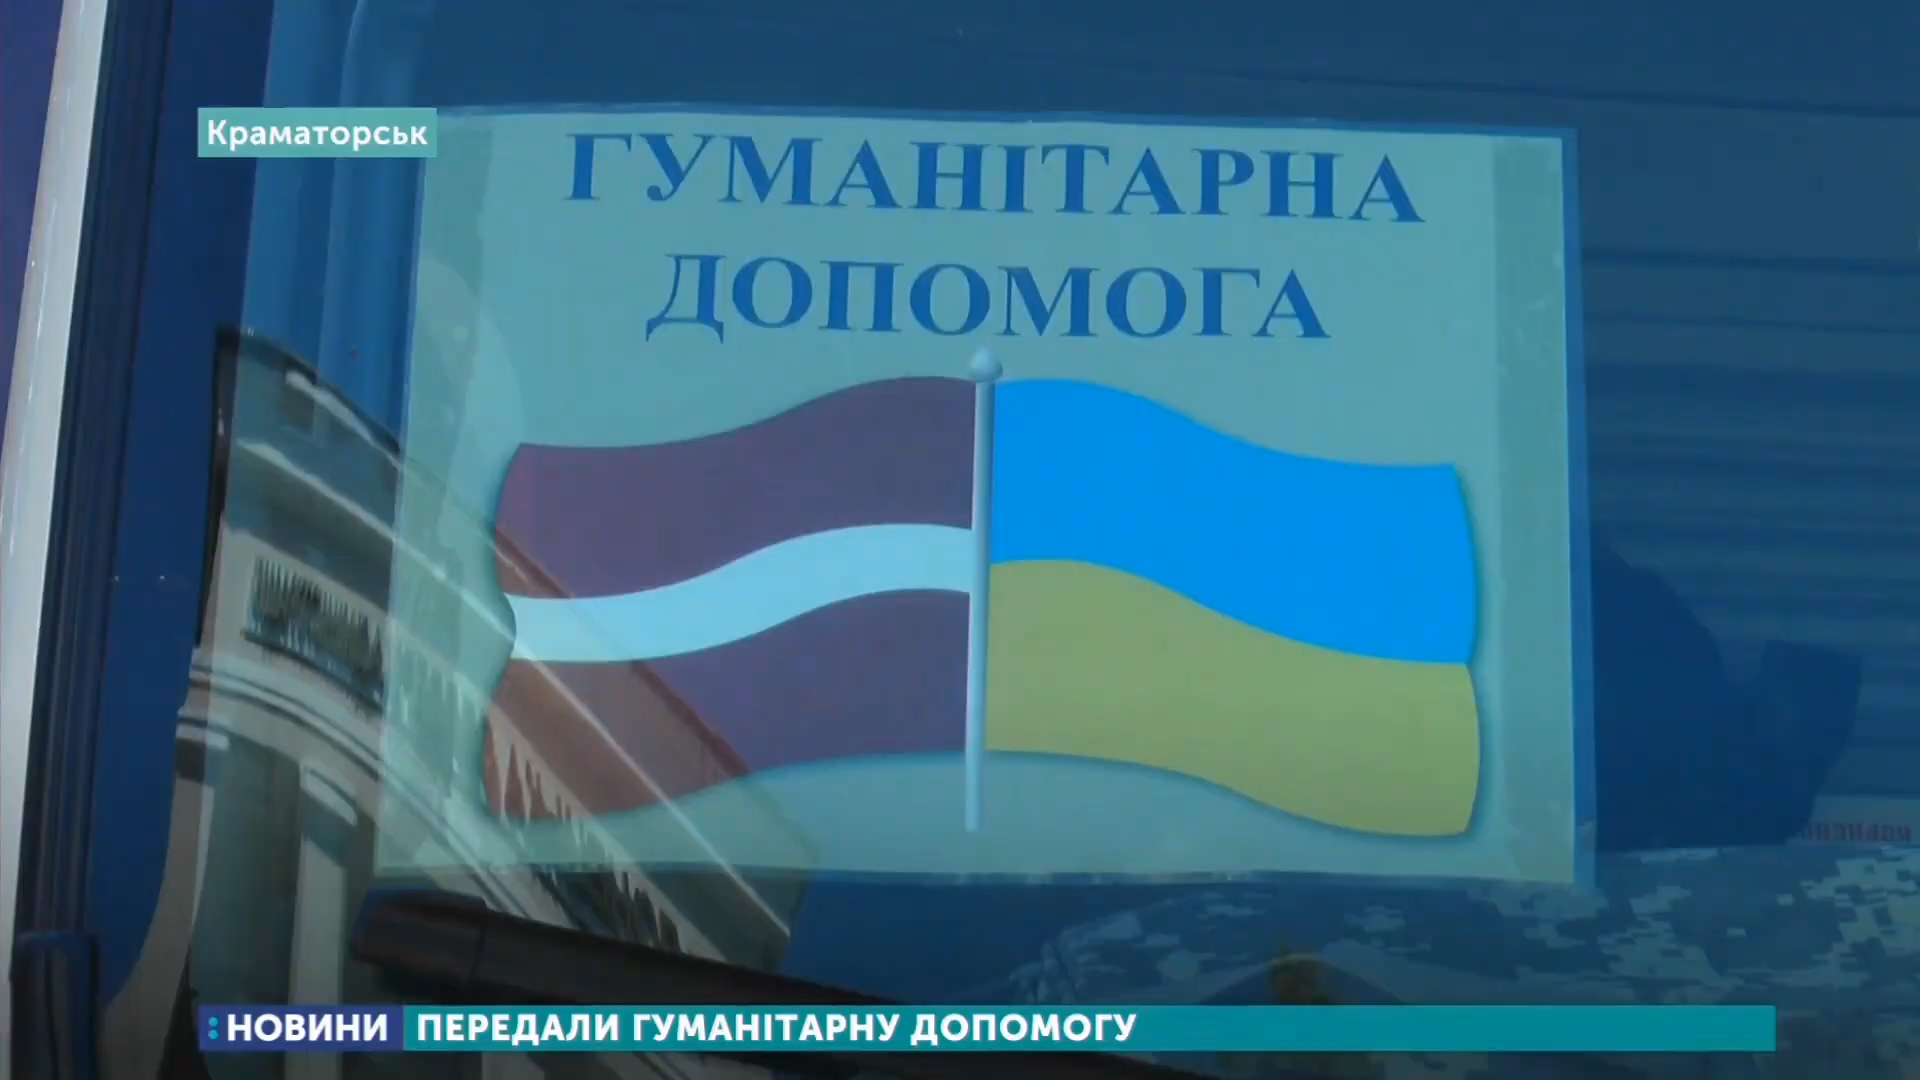 Краматорськ
ГУМАНІТАРНА
ДОПОМОГА
НОВИНИ ПЕРЕДАЛИ ГУМАНІТАРНУ ДОПОМОГУ